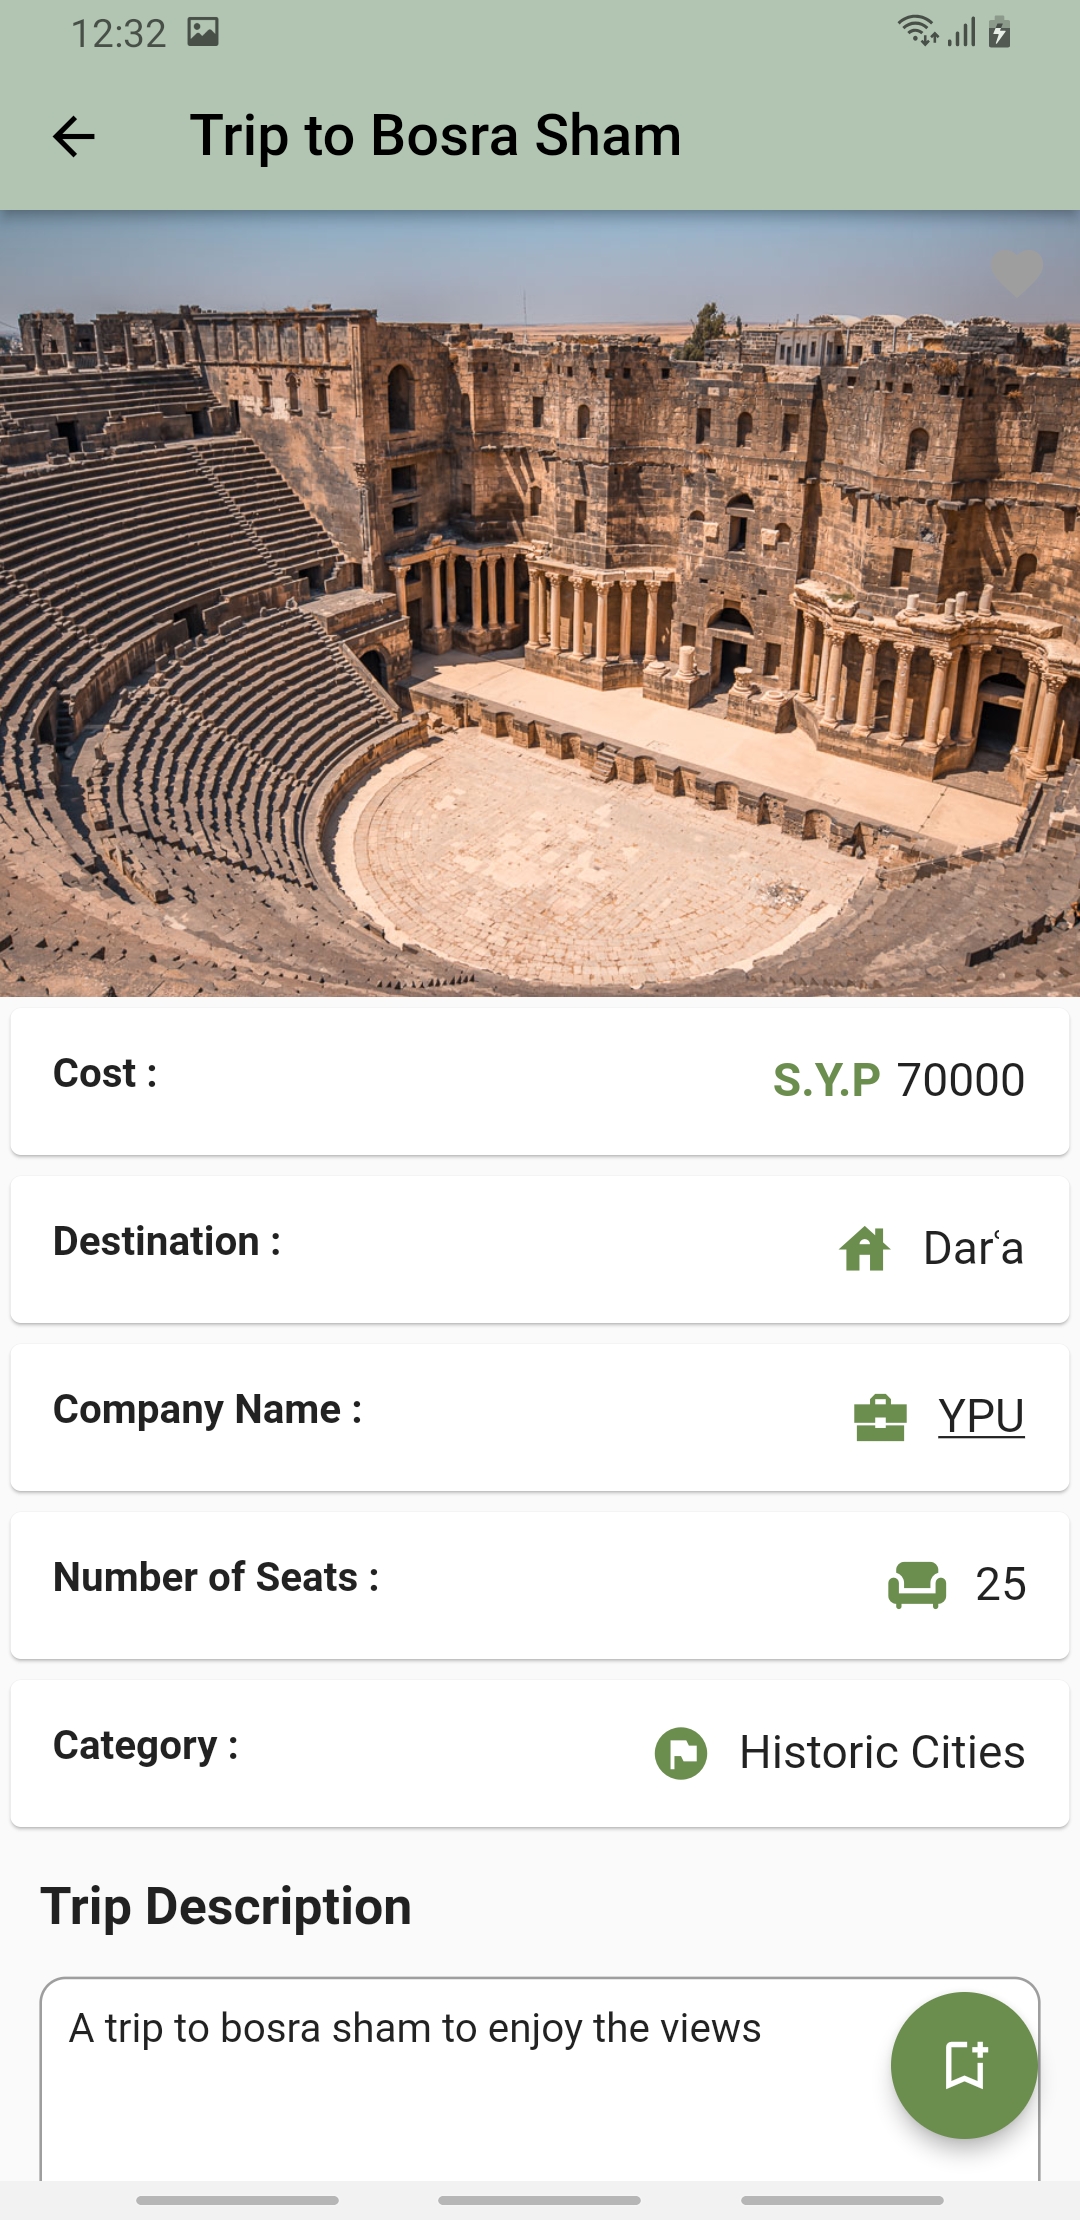 12:32
Trip to Bosra Sham
Cost :
S.Y.P 70000
Destination :
Darʿa
Company Name :
YPU
Number of Seats :
25
Category :
Historic Cities
Trip Description
A trip to bosra sham to enjoy the views